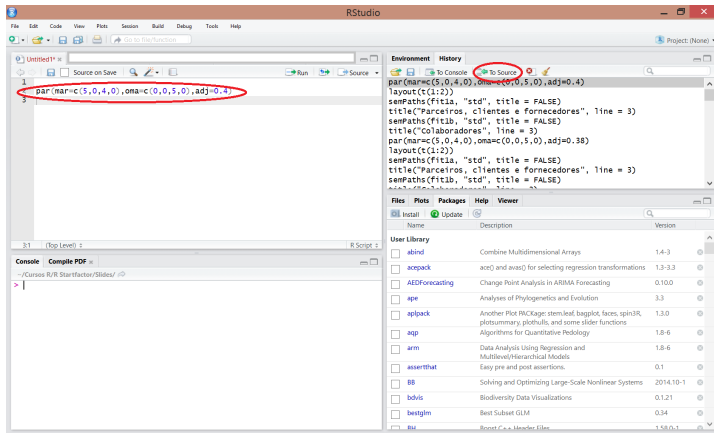 RStudio
File Edit Code View Plots Session Build Debug Tools Help
Go to file/function
Project: (None)
Untitled1*
Source on Save
Run
Source
1
par(mar=c(5,0,4,0),oma=c(0,0,5,0),adj=0.4)
3
3:1
(Top Level)
R Script
Console Compile PDF
~/Cursos R/R Startfactor/Slides/
>
Environment History
To Console
To Source
par(mar=c(5,0,4,0),oma=c(0,0,5,0),adj=0.4)
layout(t(1:2))
semPaths(fit1a, "std", title = FALSE)
title("Parceiros, clientes e fornecedores", line = 3)
semPaths(fit1b, "std", title = FALSE)
title("Colaboradores", line = 3)
par(mar=c(5,0,4,0),oma=c(0,0,5,0),adj=0.38)
layout(t(1:2))
semPaths(fit1a, "std", title = FALSE)
title("Parceiros, clientes e fornecedores", line = 3)
semPaths(fit1b, "std", title = FALSE)
Files Plots Packages Help Viewer
Install
Update
Name Description Version
User Library
abind Combine Multidimensional Arrays 1.4-3
acepack ace() and avas() for selecting regression transformations 1.3-3.3
AEDForecasting Change Point Analysis in ARIMA Forecasting 0.10.0
ape Analyses of Phylogenetics and Evolution 3.3
aplpack Another Plot PACKage: stem.leaf, bagplot, faces, spin3R, 1.3.0
plotsummary, plothulls, and some slider functions
aqp Algorithms for Quantitative Pedology 1.8-6
arm Data Analysis Using Regression and 1.8-6
Multilevel/Hierarchical Models
assertthat Easy pre and post assertions. 0.1
BB Solving and Optimizing Large-Scale Nonlinear Systems 2014.10-1
bdvis Biodiversity Data Visualizations 0.1.21
bestglm Best Subset GLM 0.34
BH Boost C++ Header Files 1.58.0-1